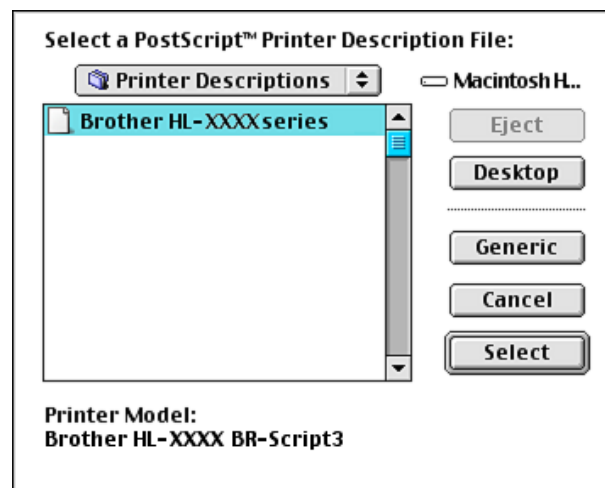 Select a PostScript™ Printer Description File:
Printer Descriptions
Macintosh H...
Brother HL-XXXX series
Eject
Desktop
Generic
Cancel
Select
Printer Model:
Brother HL-XXXX BR-Script3